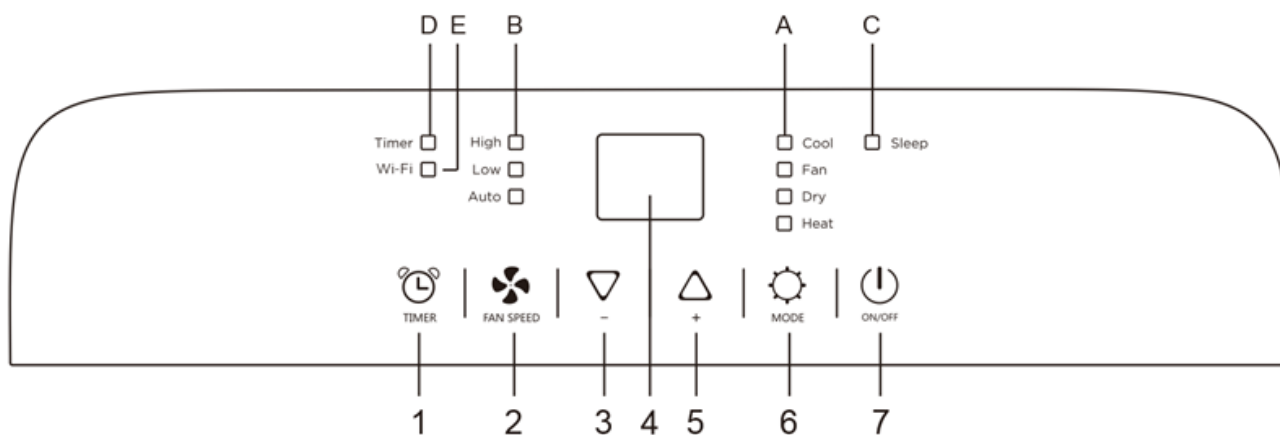 D E B A C
Timer High Cool Sleep
Wi-Fi Low Fan
Auto Dry
Heat
TIMER FAN SPEED − + MODE ON/OFF
1 2 3 4 5 6 7